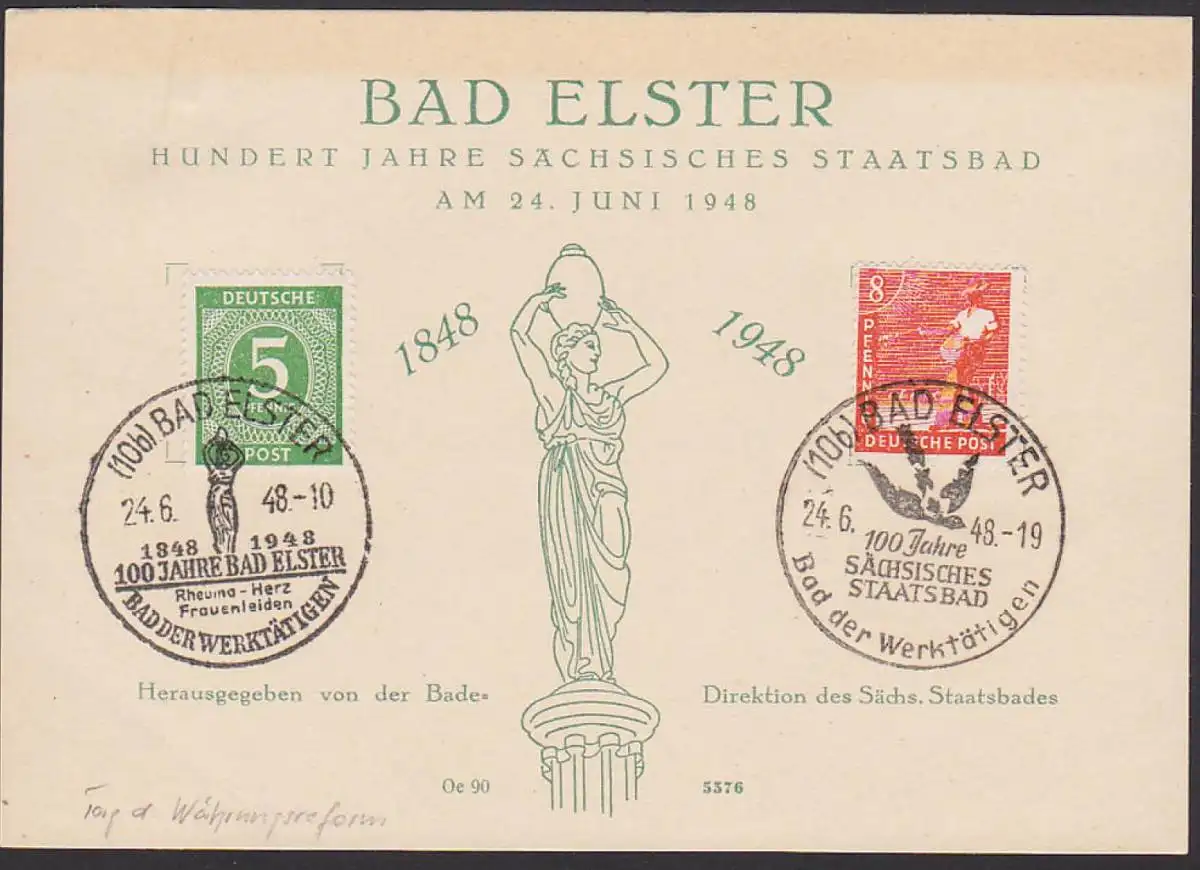 BAD ELSTER
HUNDERT JAHRE SÄCHSISCHES STAATSBAD
AM 24. JUNI 1948
1848 1948
DEUTSCHE
5
PFENNIG
POST
8
PFENNIG
DEUTSCHE POST
(10b) BAD ELSTER
24.6. 48.-10
1848 1948
100 JAHRE BAD ELSTER
Rheuma - Herz
Frauenleiden
BAD DER WERKTÄTIGEN
(10b) BAD ELSTER
24.6. 48.-19
100 Jahre
SÄCHSISCHES
STAATSBAD
Bad der Werktätigen
Herausgegeben von der Bade= Direktion des Sächs. Staatsbades
Oe 90 5376
Tag d. Währungsreform